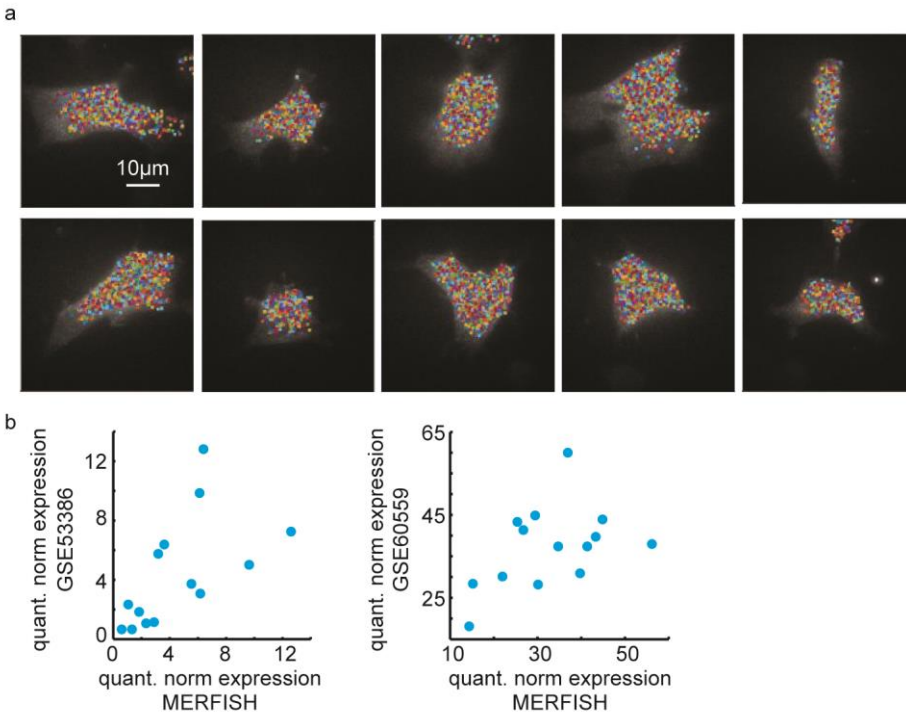 a
10μm
b
quant. norm expression
GSE53386
12
8
4
0
0
4
8
12
quant. norm expression
MERFISH
quant. norm expression
GSE60559
65
45
25
10
30
50
quant. norm expression
MERFISH